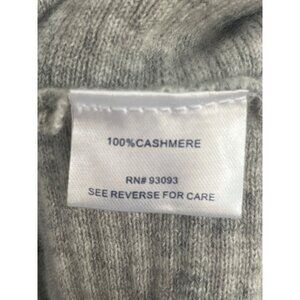 100%CASHMERE
RN# 93093
SEE REVERSE FOR CARE